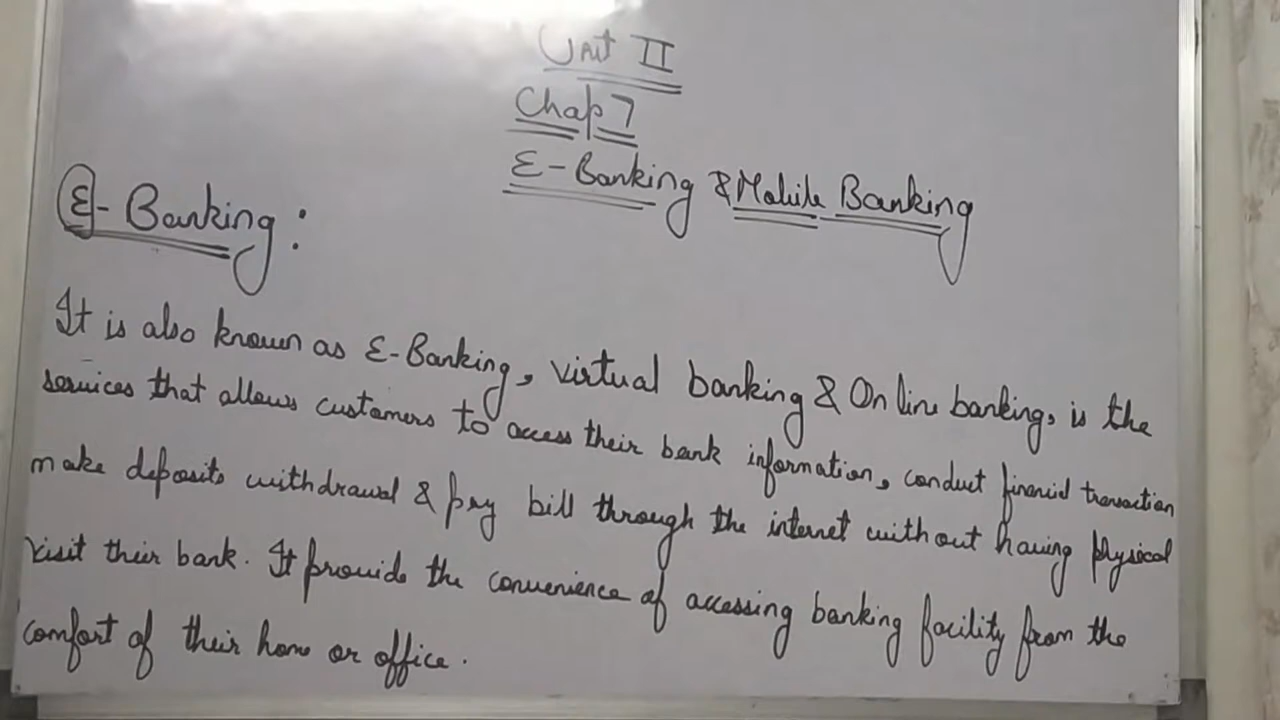 Unit II
Chap 7
E-Banking & Mobile Banking
E-Banking:
It is also known as E-Banking, virtual banking & Online banking, is the
services that allows customers to access their bank information, conduct financial transaction
make deposits withdrawal & pay bill through the internet without having physical
visit their bank. It provide the convenience of accessing banking facility from the
comfort of their home or office.